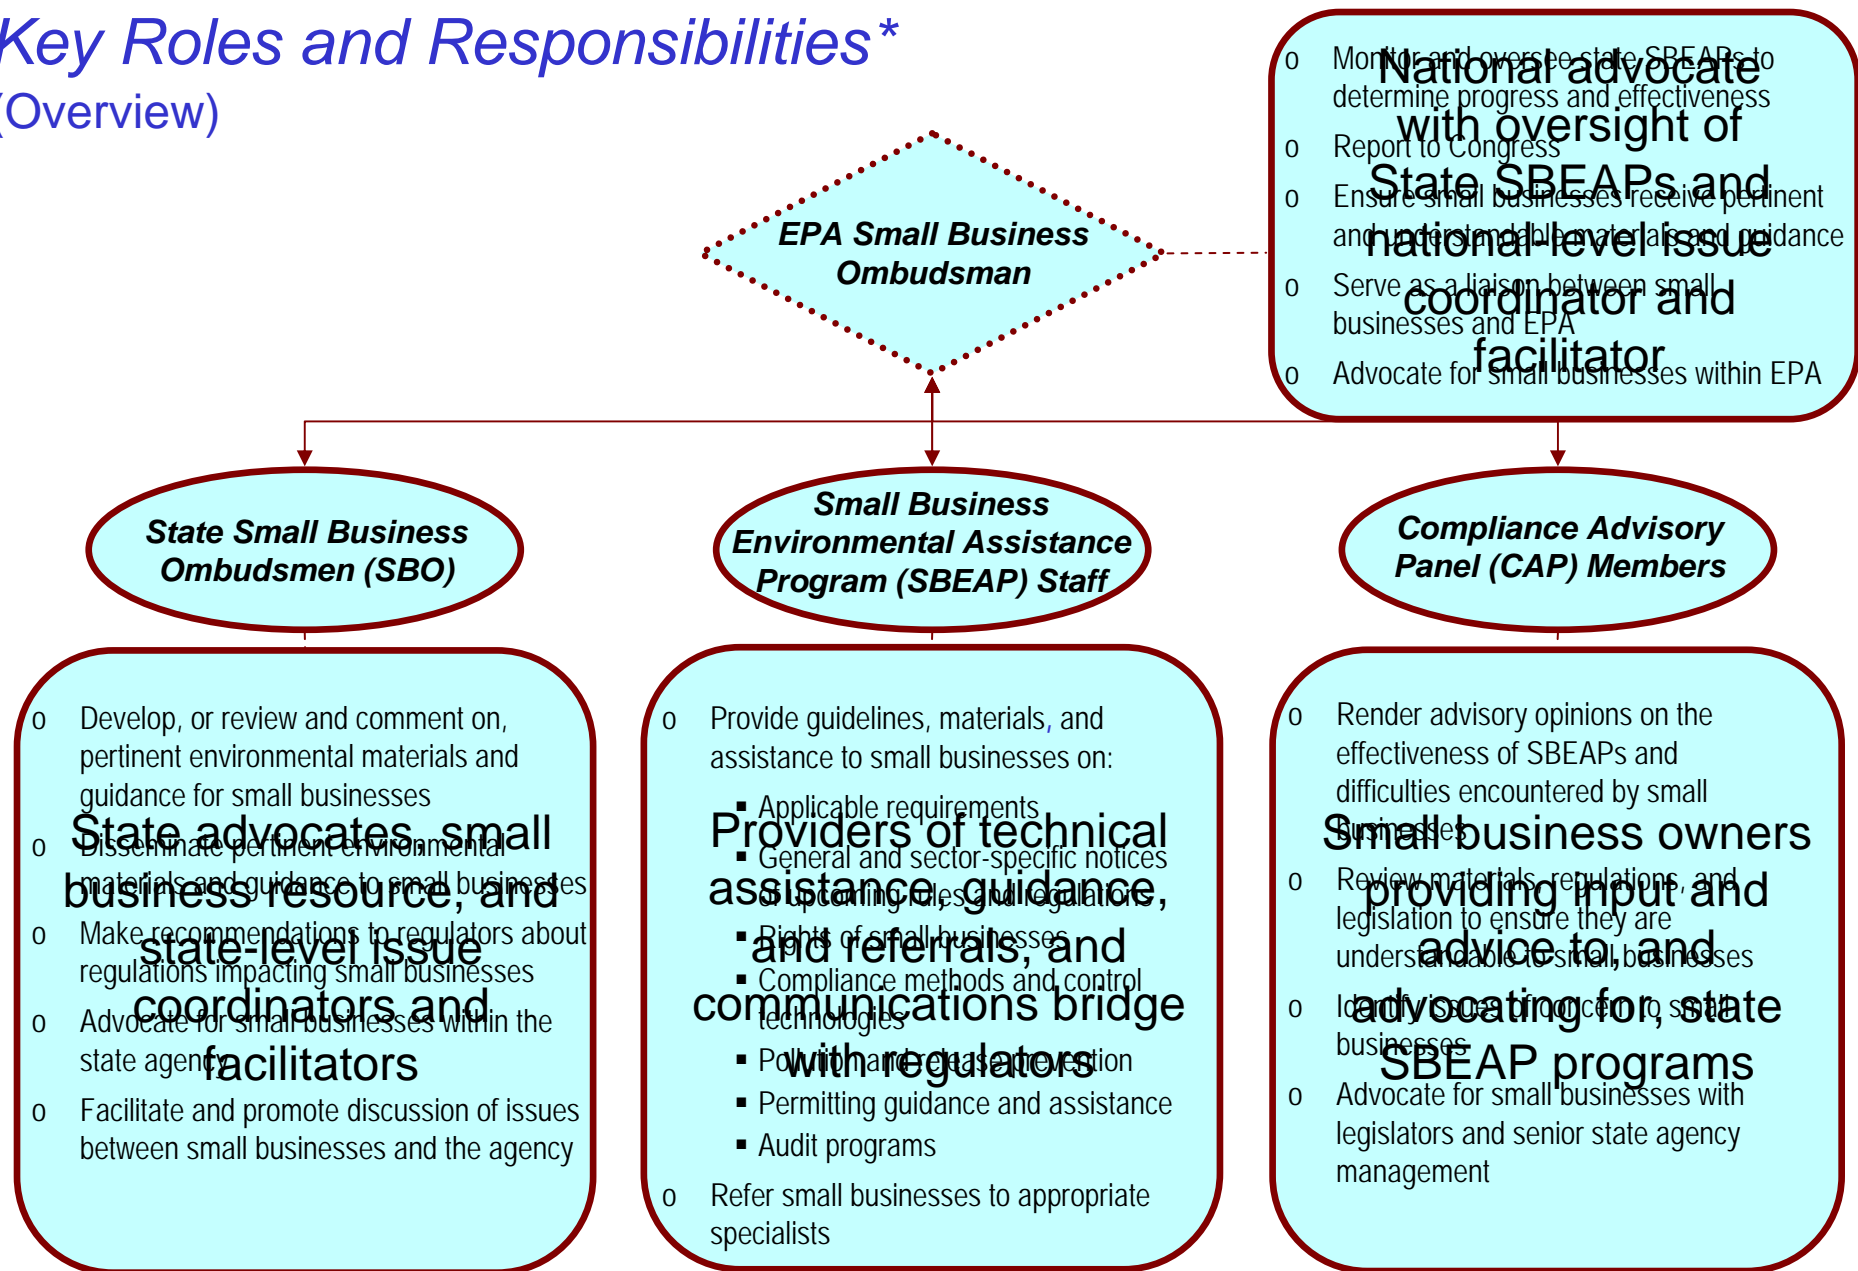 Key Roles and Responsibilities*
(Overview)
o Monitor and oversee state SBEAPs to
determine progress and effectiveness
o Report to Congress
o Ensure small businesses receive pertinent
and understandable materials and guidance
o Serve as a liaison between small
businesses and EPA
o Advocate for small businesses within EPA
National advocate
with oversight of
State SBEAPs and
national-level issue
coordinator and
facilitator
EPA Small Business
Ombudsman
State Small Business
Ombudsmen (SBO)
Small Business
Environmental Assistance
Program (SBEAP) Staff
Compliance Advisory
Panel (CAP) Members
o Develop, or review and comment on,
pertinent environmental materials and
guidance for small businesses
o Disseminate pertinent environmental
materials and guidance to small businesses
o Make recommendations to regulators about
regulations impacting small businesses
o Advocate for small businesses within the
state agency
o Facilitate and promote discussion of issues
between small businesses and the agency
State advocates, small
business resource, and
state-level issue
coordinators and
facilitators
o Provide guidelines, materials, and
assistance to small businesses on:
▪ Applicable requirements
▪ General and sector-specific notices
of upcoming rules and regulations
▪ Rights of small businesses
▪ Compliance methods and control
technologies
▪ Pollution and release prevention
▪ Permitting guidance and assistance
▪ Audit programs
o Refer small businesses to appropriate
specialists
Providers of technical
assistance, guidance,
and referrals, and
communications bridge
with regulators
o Render advisory opinions on the
effectiveness of SBEAPs and
difficulties encountered by small
businesses
o Review materials, regulations, and
legislation to ensure they are
understandable to small businesses
o Identify issues of concern to small
businesses
o Advocate for small businesses with
legislators and senior state agency
management
Small business owners
providing input and
advice to, and
advocating for, state
SBEAP programs